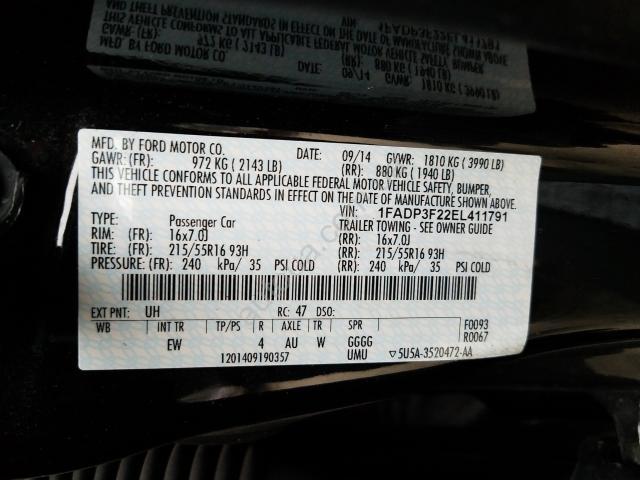 MFD. BY FORD MOTOR CO. DATE: 09/14 GVWR: 1810 KG ( 3990 LB)
GAWR: (FR): 972 KG ( 2143 LB) (RR): 880 KG ( 1940 LB)
THIS VEHICLE CONFORMS TO ALL APPLICABLE FEDERAL MOTOR VEHICLE SAFETY, BUMPER,
AND THEFT PREVENTION STANDARDS IN EFFECT ON THE DATE OF MANUFACTURE SHOWN ABOVE.
VIN: 1FADP3F22EL411791
TYPE: Passenger Car TRAILER TOWING - SEE OWNER GUIDE
RIM: (FR): 16x7.0J (RR): 16x7.0J
TIRE: (FR): 215/55R16 93H (RR): 215/55R16 93H
PRESSURE: (FR): 240 kPa/ 35 PSI COLD (RR): 240 kPa/ 35 PSI COLD
EXT PNT: UH RC: 47 DSO:
WB INT TR TP/PS R AXLE TR SPR F0093
EW 4 AU W GGGG R0067
1201409190357 UMU ▽5U5A-3520472-AA